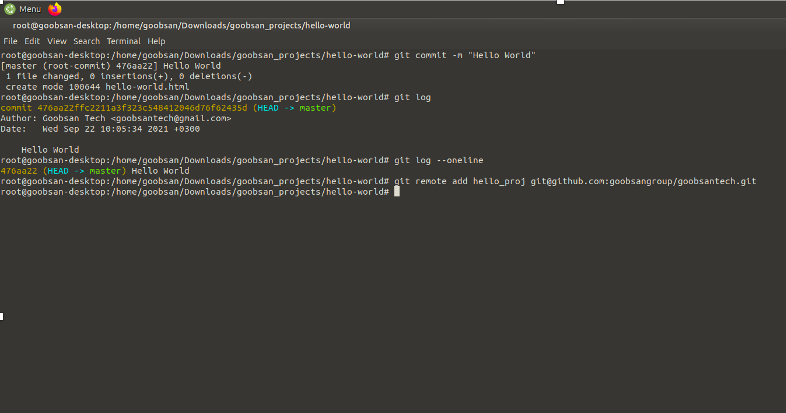 Menu
root@goobsan-desktop:/home/goobsan/Downloads/goobsan_projects/hello-world
File Edit View Search Terminal Help
root@goobsan-desktop:/home/goobsan/Downloads/goobsan_projects/hello-world# git commit -m "Hello World"
[master (root-commit) 476aa22] Hello World
1 file changed, 0 insertions(+), 0 deletions(-)
create mode 100644 hello-world.html
root@goobsan-desktop:/home/goobsan/Downloads/goobsan_projects/hello-world# git log
commit 476aa22ffc2211a3f323c548412046d76f62435d (HEAD -> master)
Author: Goobsan Tech <goobsantech@gmail.com>
Date: Wed Sep 22 10:05:34 2021 +0300
Hello World
root@goobsan-desktop:/home/goobsan/Downloads/goobsan_projects/hello-world# git log --oneline
476aa22 (HEAD -> master) Hello World
root@goobsan-desktop:/home/goobsan/Downloads/goobsan_projects/hello-world# git remote add hello_proj git@github.com:goobsangroup/goobsantech.git
root@goobsan-desktop:/home/goobsan/Downloads/goobsan_projects/hello-world#